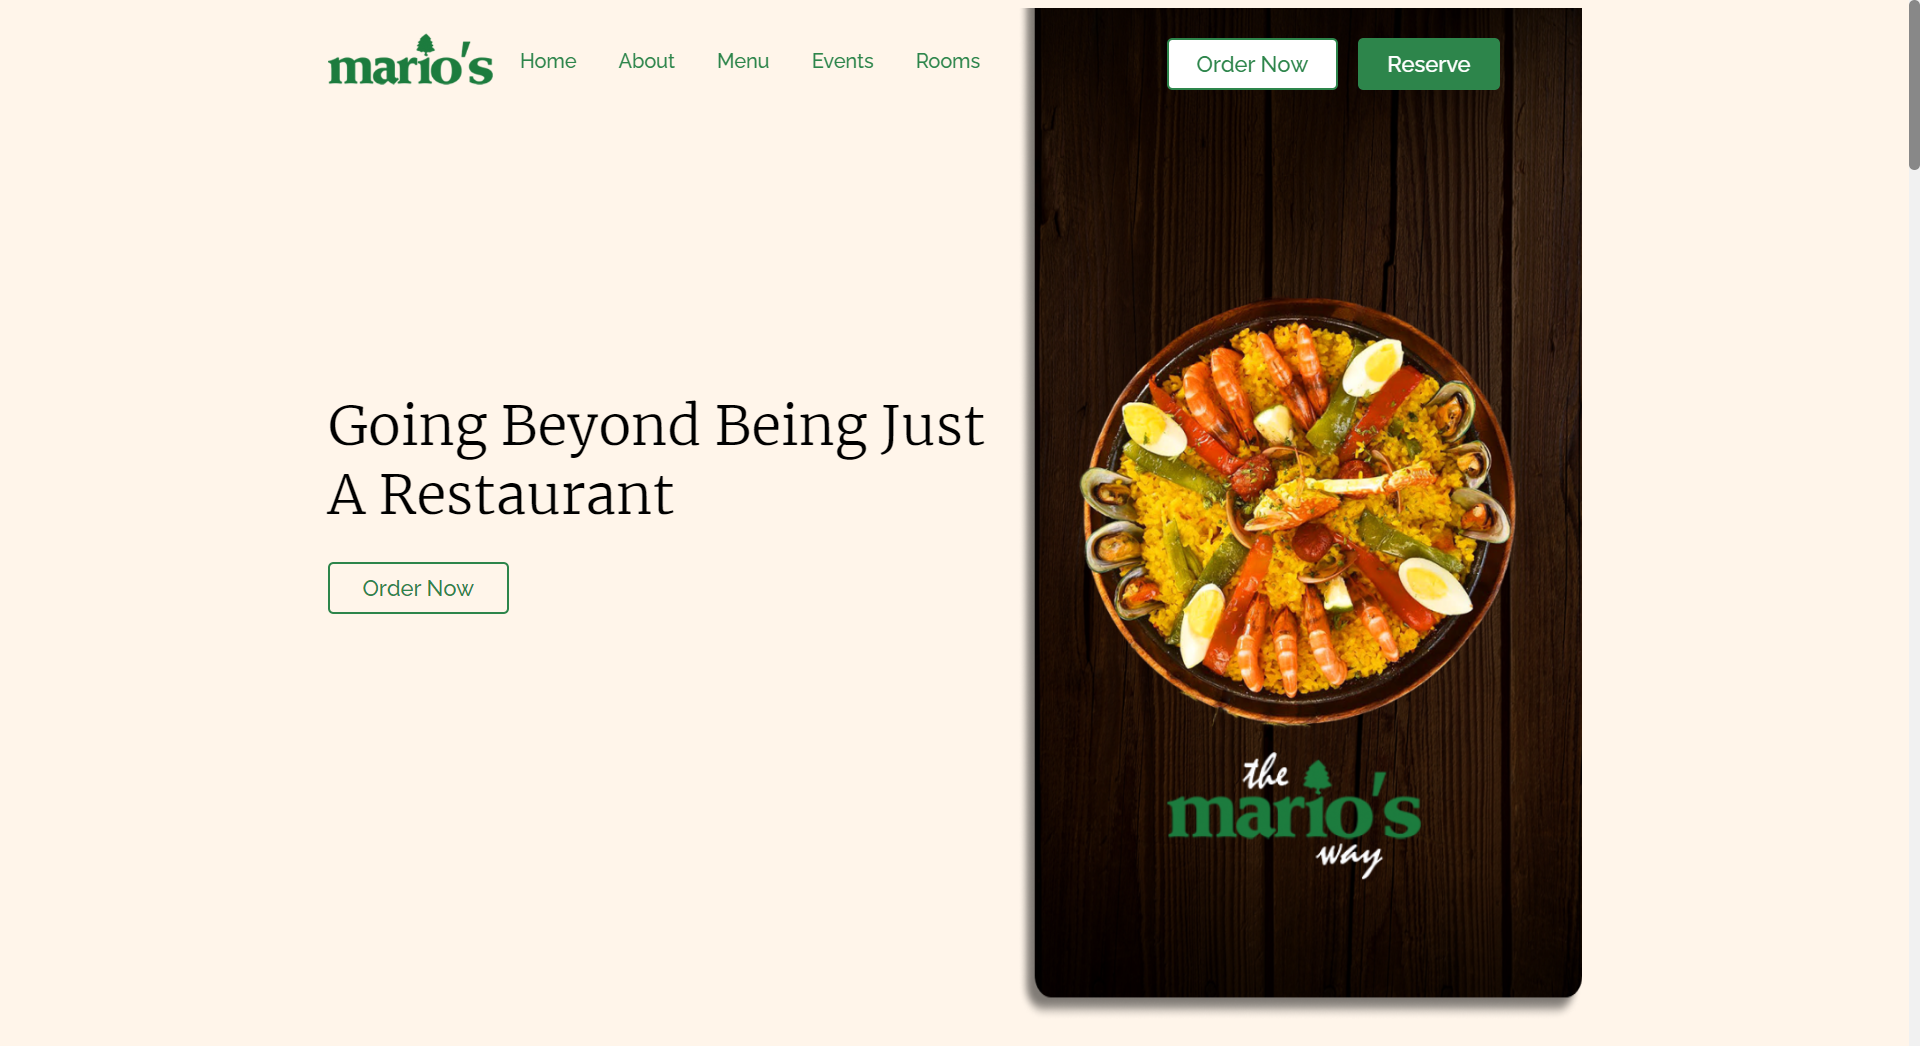 mario's
Home
About
Menu
Events
Rooms
Order Now
Reserve
Going Beyond Being Just
A Restaurant
Order Now
the
mario's
way